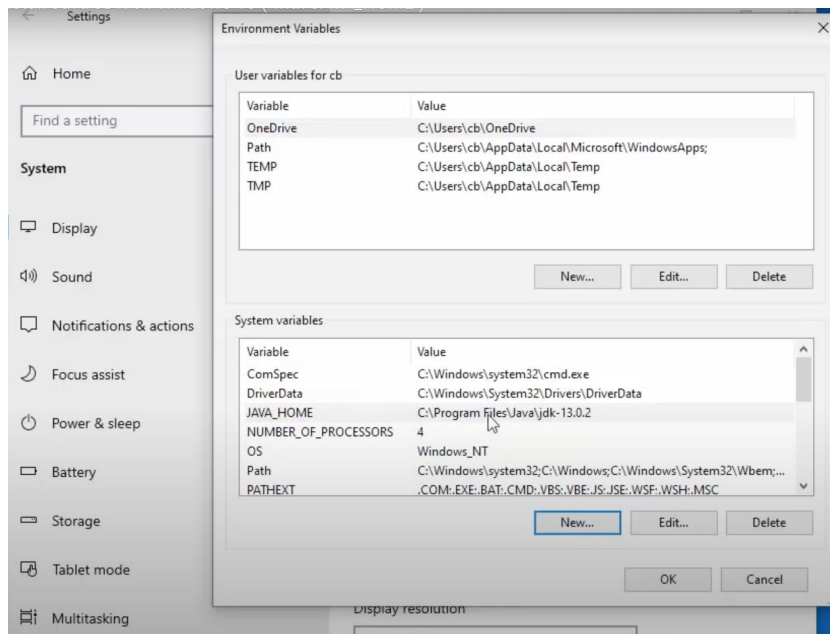 Settings
Home
Find a setting
System
Display
Sound
Notifications & actions
Focus assist
Power & sleep
Battery
Storage
Tablet mode
Multitasking
Environment Variables
User variables for cb
Variable Value
OneDrive C:\Users\cb\OneDrive
Path C:\Users\cb\AppData\Local\Microsoft\WindowsApps;
TEMP C:\Users\cb\AppData\Local\Temp
TMP C:\Users\cb\AppData\Local\Temp
New... Edit... Delete
System variables
Variable Value
ComSpec C:\Windows\system32\cmd.exe
DriverData C:\Windows\System32\Drivers\DriverData
JAVA_HOME C:\Program Files\Java\jdk-13.0.2
NUMBER_OF_PROCESSORS 4
OS Windows_NT
Path C:\Windows\system32;C:\Windows;C:\Windows\System32\Wbem;...
PATHEXT .COM;.EXE;.BAT;.CMD;.VBS;.VBE;.JS;.JSE;.WSF;.WSH;.MSC
New... Edit... Delete
OK Cancel
Display resolution